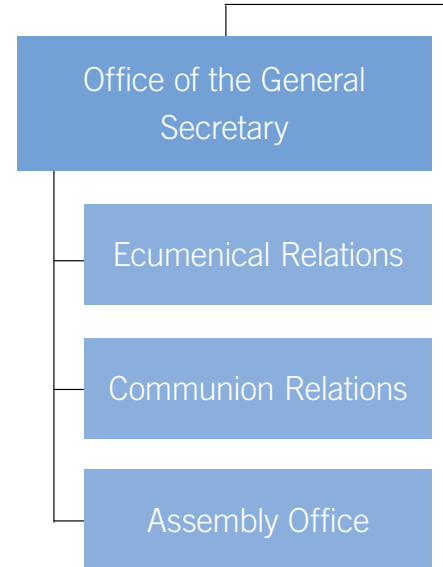 Office of the General
Secretary
Ecumenical Relations
Communion Relations
Assembly Office